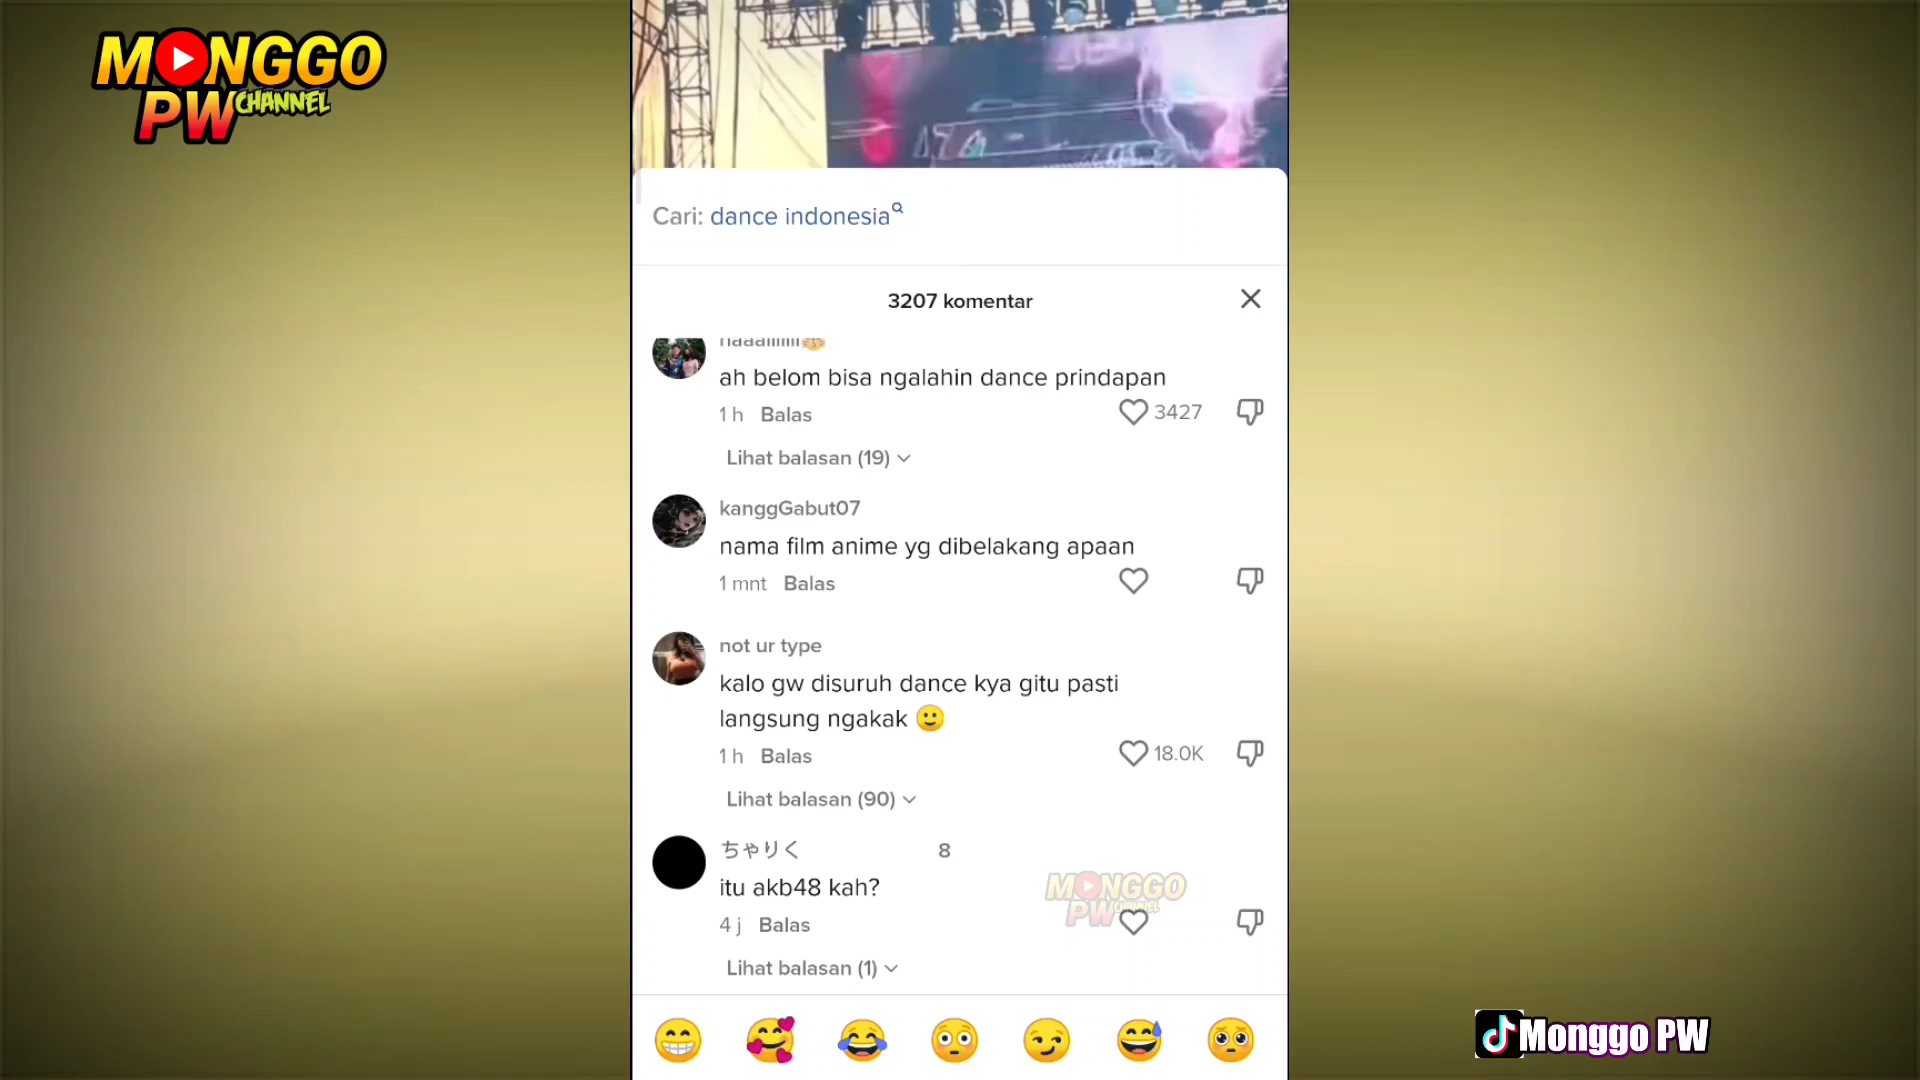 MONGGO
PW CHANNEL
Cari: dance indonesia
3207 komentar
ah belom bisa ngalahin dance prindapan
1 h Balas 3427
Lihat balasan (19)
kanggGabut07
nama film anime yg dibelakang apaan
1 mnt Balas
not ur type
kalo gw disuruh dance kya gitu pasti
langsung ngakak 🙂
1 h Balas 18.0K
Lihat balasan (90)
ちゃりく 8
itu akb48 kah?
MONGGO
PW CHANNEL
4 j Balas
Lihat balasan (1)
Monggo PW